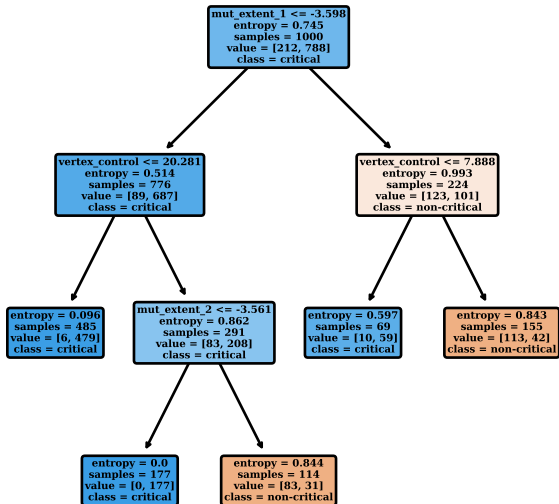 mut_extent_1 <= -3.598
entropy = 0.745
samples = 1000
value = [212, 788]
class = critical
vertex_control <= 20.281
entropy = 0.514
samples = 776
value = [89, 687]
class = critical
vertex_control <= 7.888
entropy = 0.993
samples = 224
value = [123, 101]
class = non-critical
entropy = 0.096
samples = 485
value = [6, 479]
class = critical
mut_extent_2 <= -3.561
entropy = 0.862
samples = 291
value = [83, 208]
class = critical
entropy = 0.597
samples = 69
value = [10, 59]
class = critical
entropy = 0.843
samples = 155
value = [113, 42]
class = non-critical
entropy = 0.0
samples = 177
value = [0, 177]
class = critical
entropy = 0.844
samples = 114
value = [83, 31]
class = non-critical